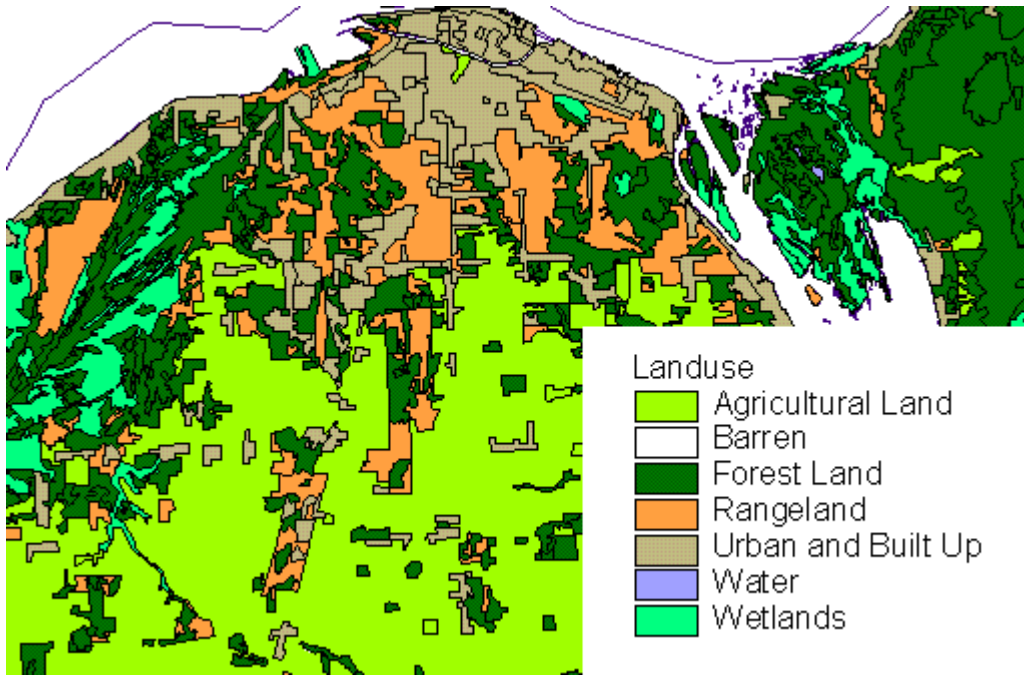 Landuse
Agricultural Land
Barren
Forest Land
Rangeland
Urban and Built Up
Water
Wetlands